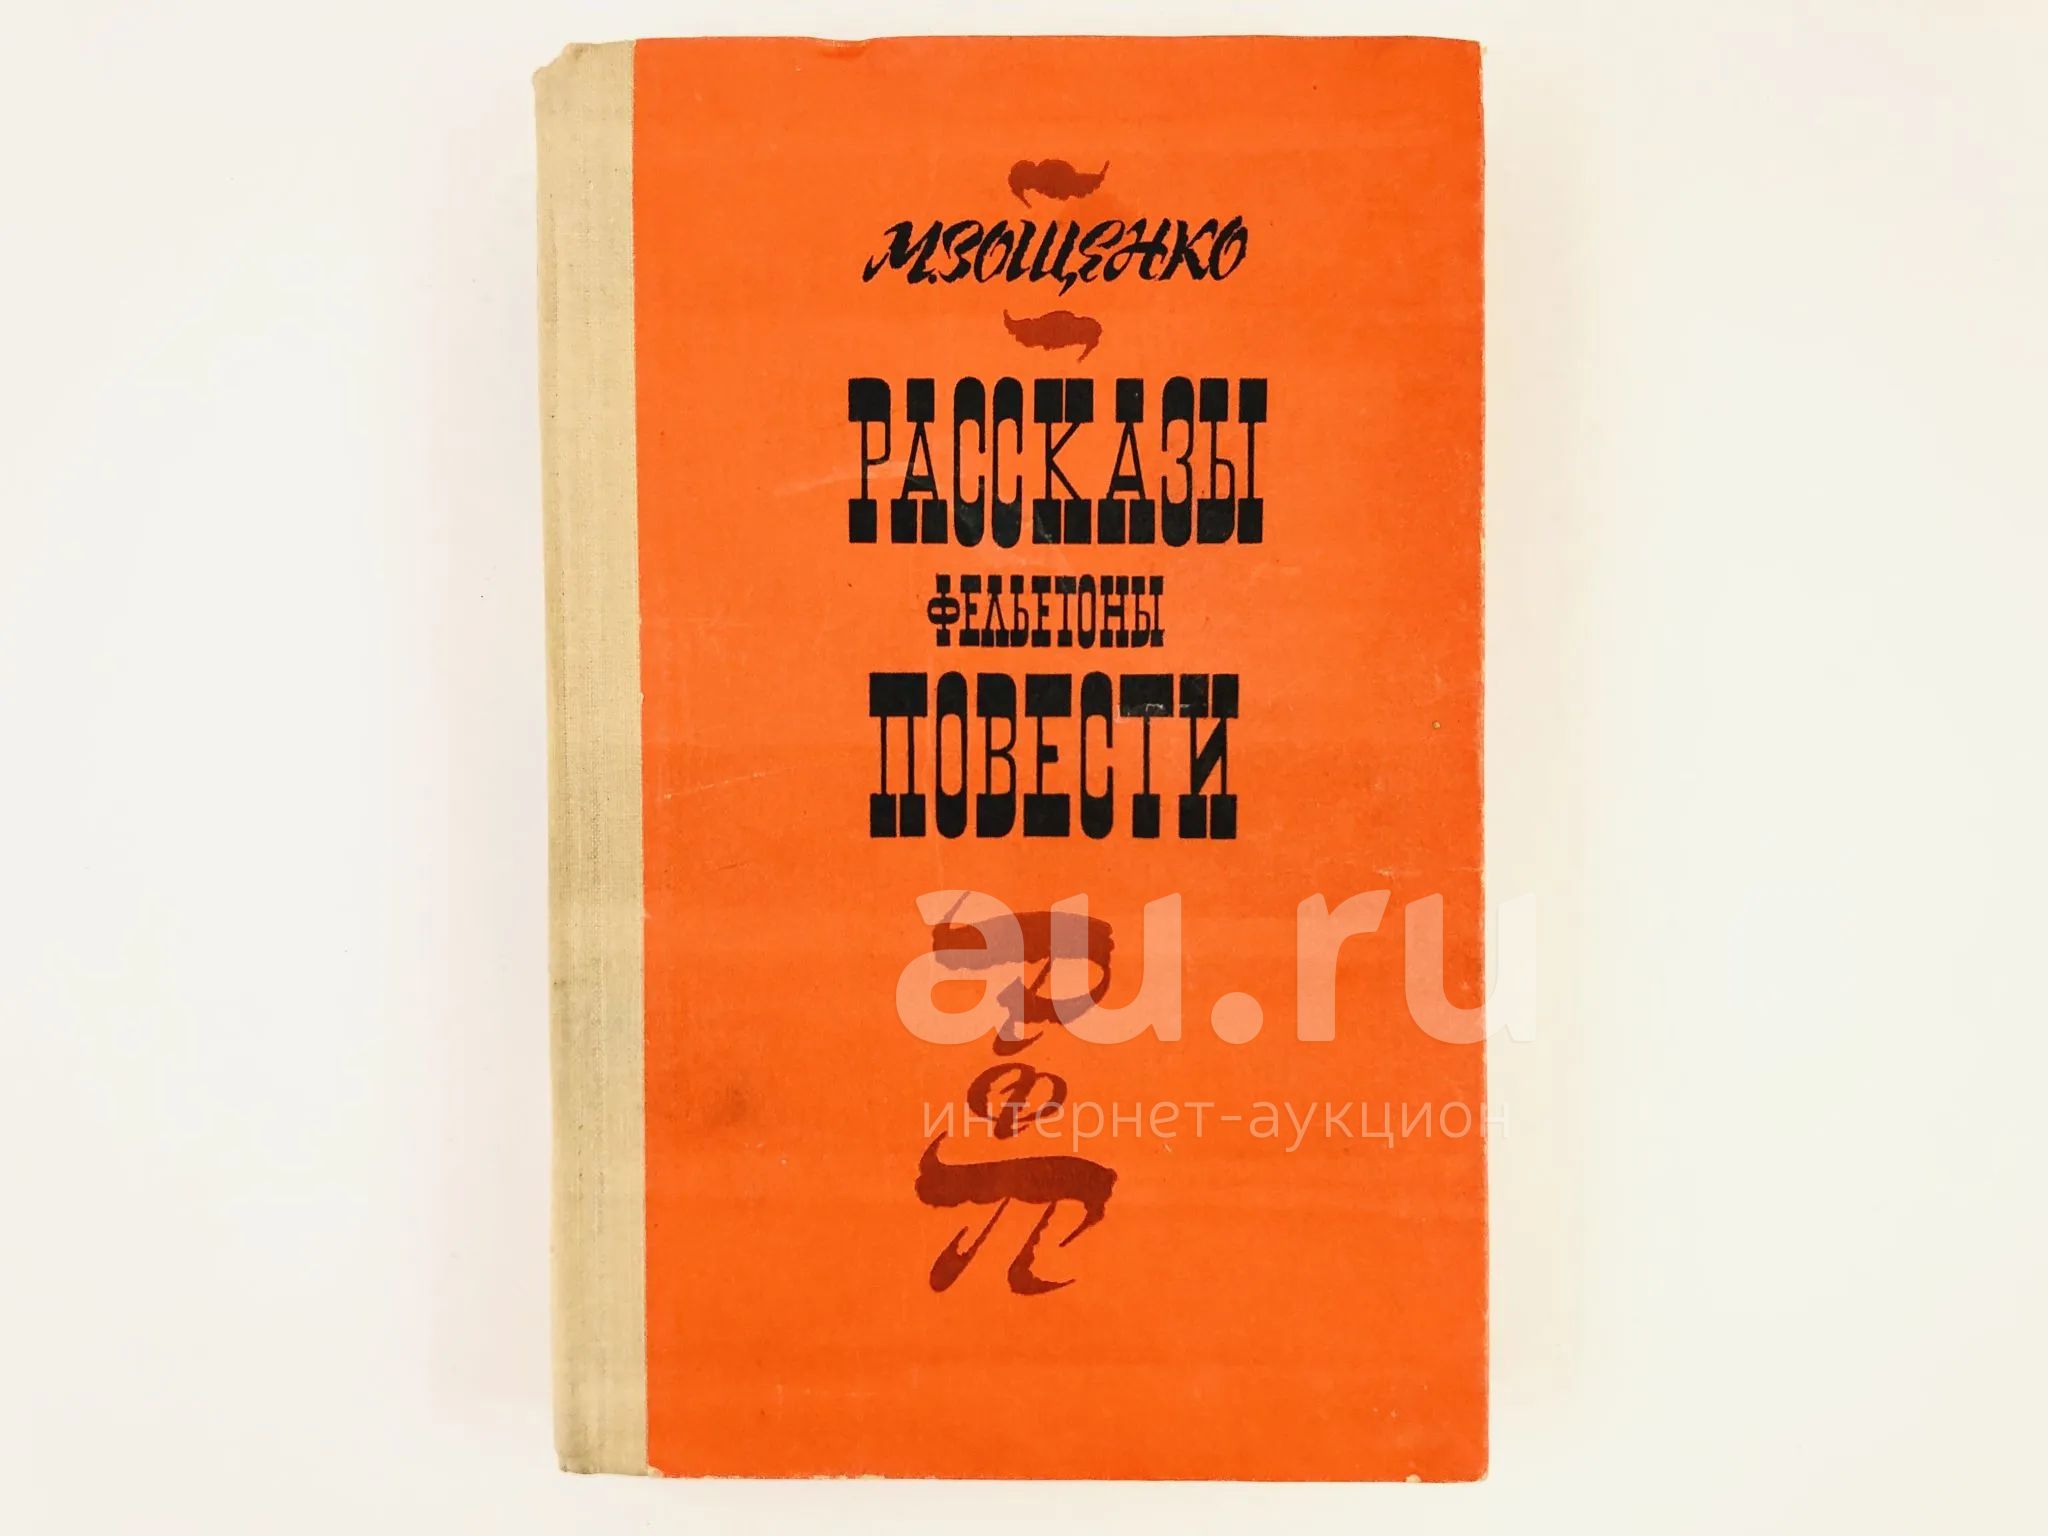 М. ЗОЩЕНКО
РАССКАЗЫ
ФЕЛЬЕТОНЫ
ПОВЕСТИ
Р
Ф
П
au.ru
интернет-аукцион